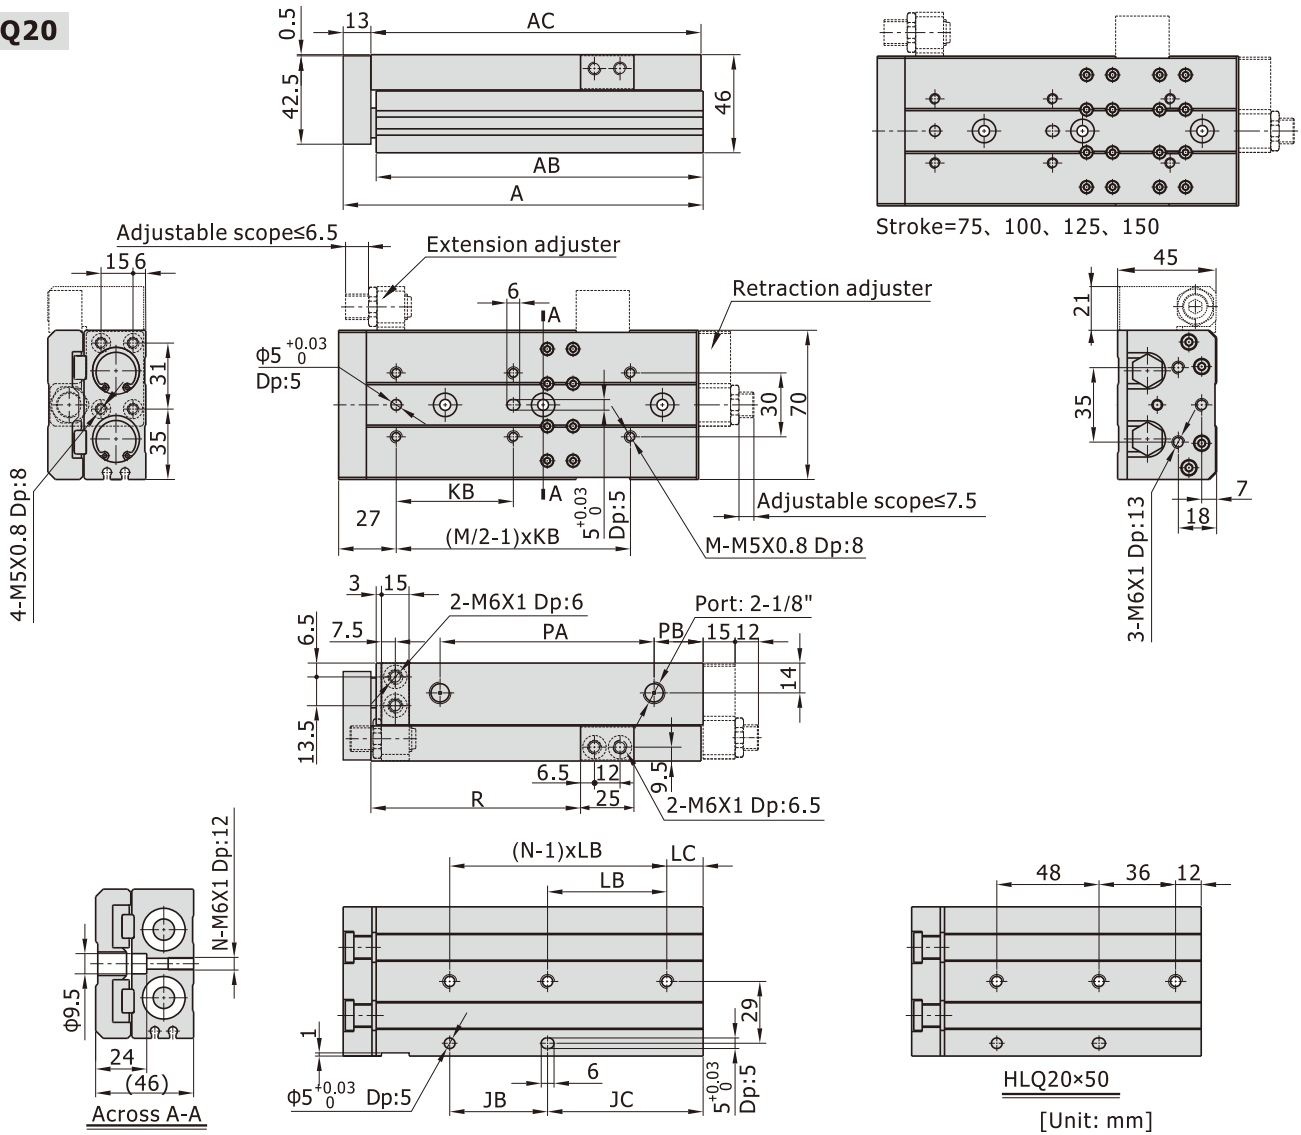 Q20
0.5
13
AC
42.5
46
AB
A
Stroke=75、100、125、150
Adjustable scope≤6.5
Extension adjuster
15
6
31
35
4-M5X0.8 Dp:8
6
A
Retraction adjuster
Φ5 +0.03 0
Dp:5
30
70
KB
A
27
(M/2-1)xKB
5 +0.03 0
Dp:5
Adjustable scope≤7.5
M-M5X0.8 Dp:8
45
21
35
7
18
3-M6X1 Dp:13
3
15
2-M6X1 Dp:6
Port: 2-1/8"
6.5
7.5
PA
PB
15
12
14
13.5
6.5
12
9.5
R
25
2-M6X1 Dp:6.5
N-M6X1 Dp:12
Φ9.5
24
(46)
Across A-A
(N-1)xLB
LC
LB
29
1
6
Φ5 +0.03 0 Dp:5
JB
JC
5 +0.03 0
Dp:5
48
36
12
HLQ20×50
[Unit: mm]